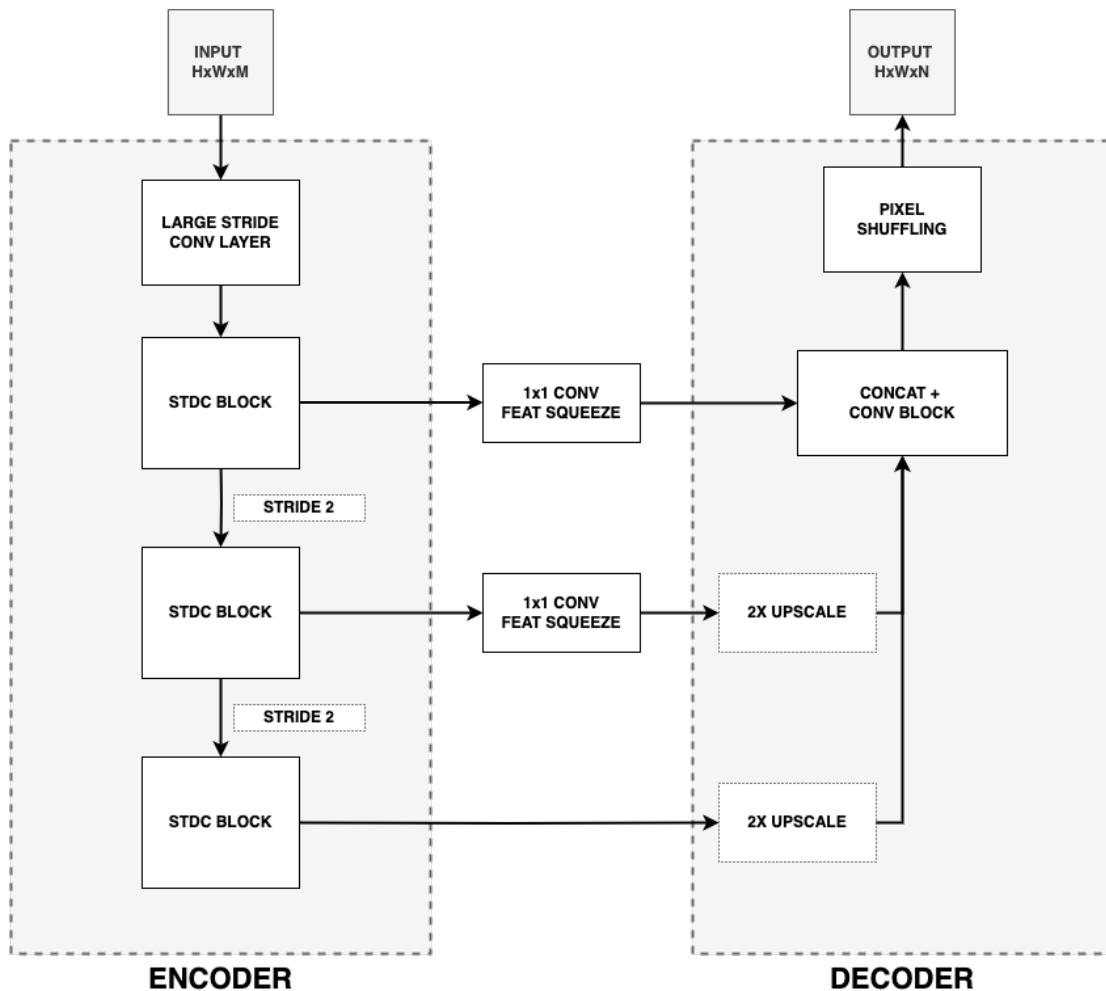 INPUT
HxWxM
OUTPUT
HxWxN
LARGE STRIDE
CONV LAYER
PIXEL
SHUFFLING
STDC BLOCK
1x1 CONV
FEAT SQUEEZE
CONCAT +
CONV BLOCK
STRIDE 2
STDC BLOCK
1x1 CONV
FEAT SQUEEZE
2X UPSCALE
STRIDE 2
STDC BLOCK
2X UPSCALE
ENCODER
DECODER